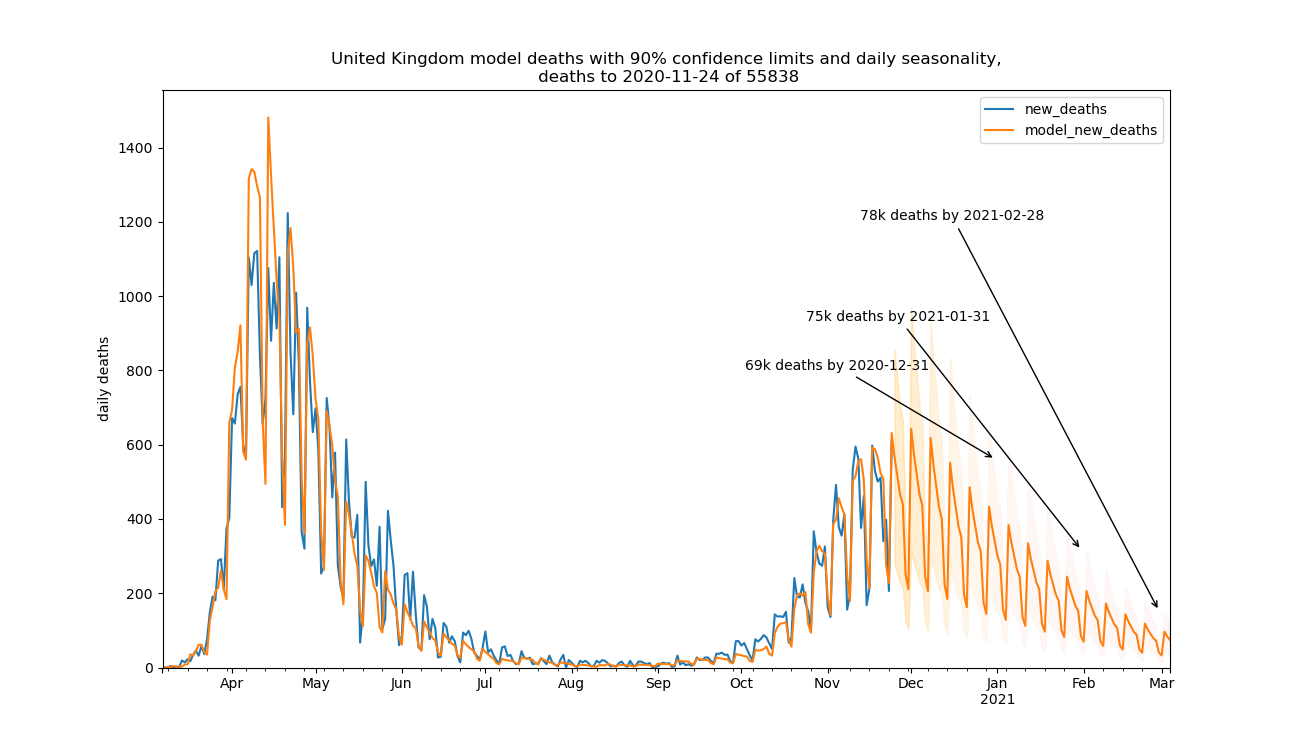 United Kingdom model deaths with 90% confidence limits and daily seasonality,
deaths to 2020-11-24 of 55838
new_deaths
model_new_deaths
1400
1200
1000
800
600
400
200
0
daily deaths
78k deaths by 2021-02-28
75k deaths by 2021-01-31
69k deaths by 2020-12-31
Apr
May
Jun
Jul
Aug
Sep
Oct
Nov
Dec
Jan
2021
Feb
Mar